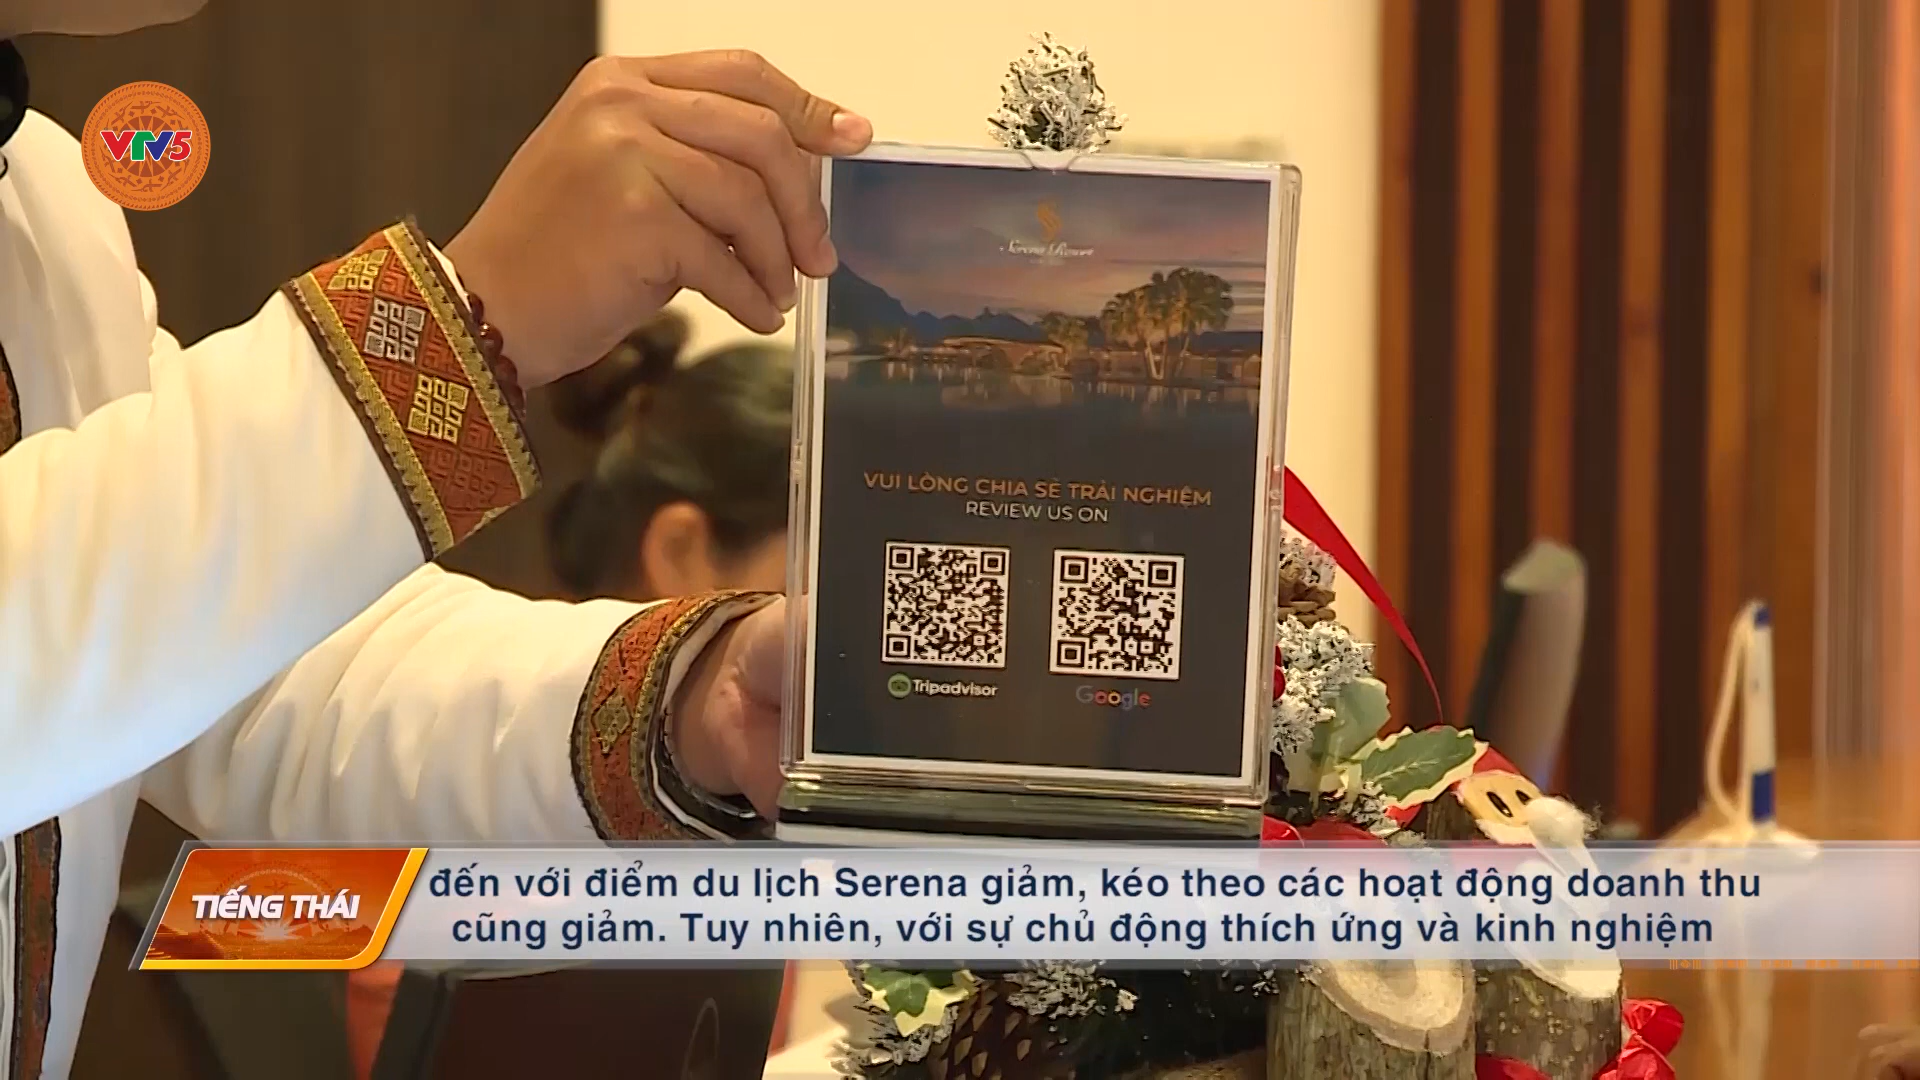 VTV5
Serena Resort
VUI LÒNG CHIA SẺ TRẢI NGHIỆM
REVIEW US ON
Tripadvisor
Google
TIẾNG THÁI
đến với điểm du lịch Serena giảm, kéo theo các hoạt động doanh thu
cũng giảm. Tuy nhiên, với sự chủ động thích ứng và kinh nghiệm